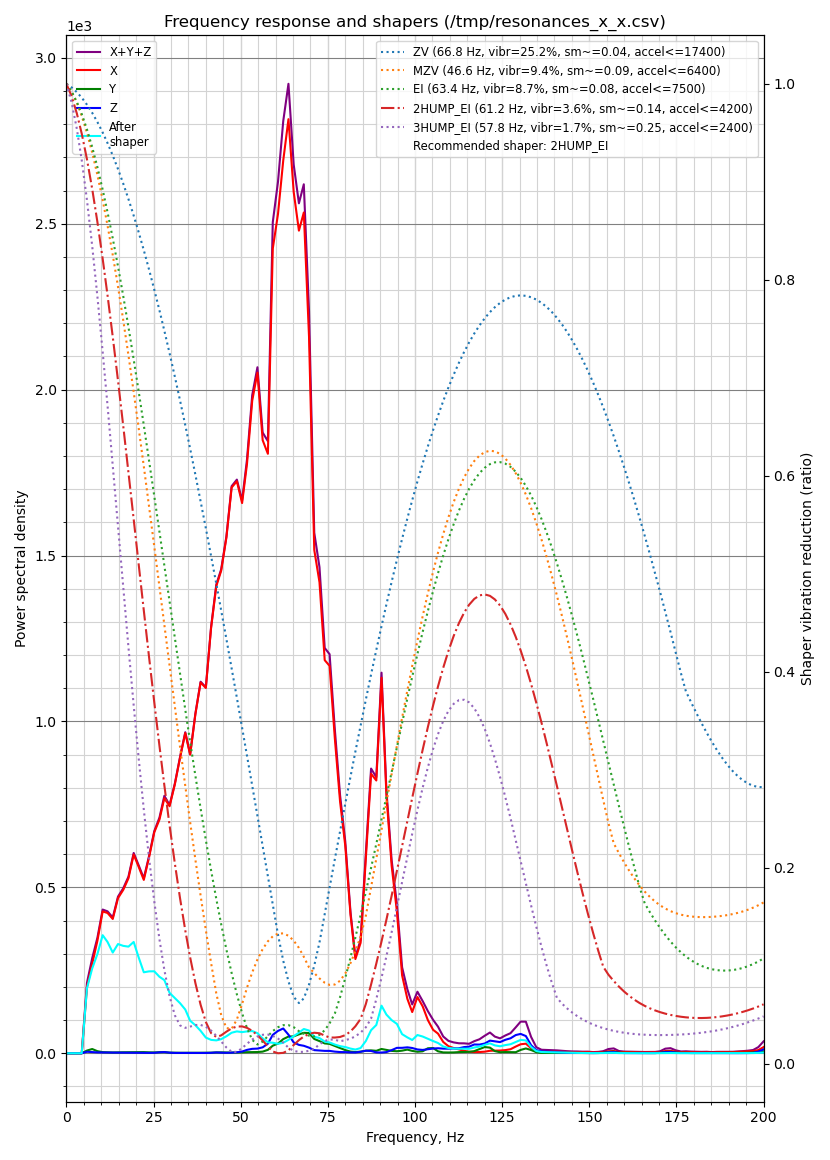 Frequency response and shapers (/tmp/resonances_x_x.csv)
1e3
X+Y+Z
X
Y
Z
After
shaper
ZV (66.8 Hz, vibr=25.2%, sm~=0.04, accel<=17400)
MZV (46.6 Hz, vibr=9.4%, sm~=0.09, accel<=6400)
EI (63.4 Hz, vibr=8.7%, sm~=0.08, accel<=7500)
2HUMP_EI (61.2 Hz, vibr=3.6%, sm~=0.14, accel<=4200)
3HUMP_EI (57.8 Hz, vibr=1.7%, sm~=0.25, accel<=2400)
Recommended shaper: 2HUMP_EI
Power spectral density
3.0
2.5
2.0
1.5
1.0
0.5
0.0
1.0
0.8
0.6
0.4
0.2
0.0
Shaper vibration reduction (ratio)
0 25 50 75 100 125 150 175 200
Frequency, Hz